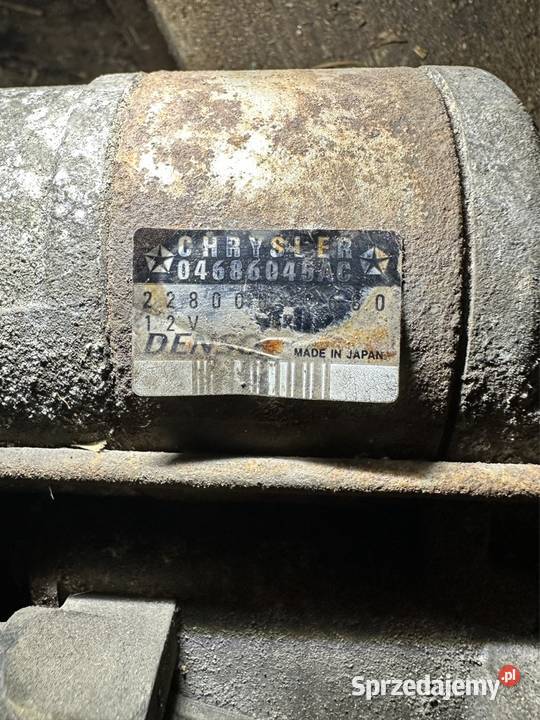 CHRYSLER
04686045AC
12V
MADE IN JAPAN
Sprzedajemy.pl